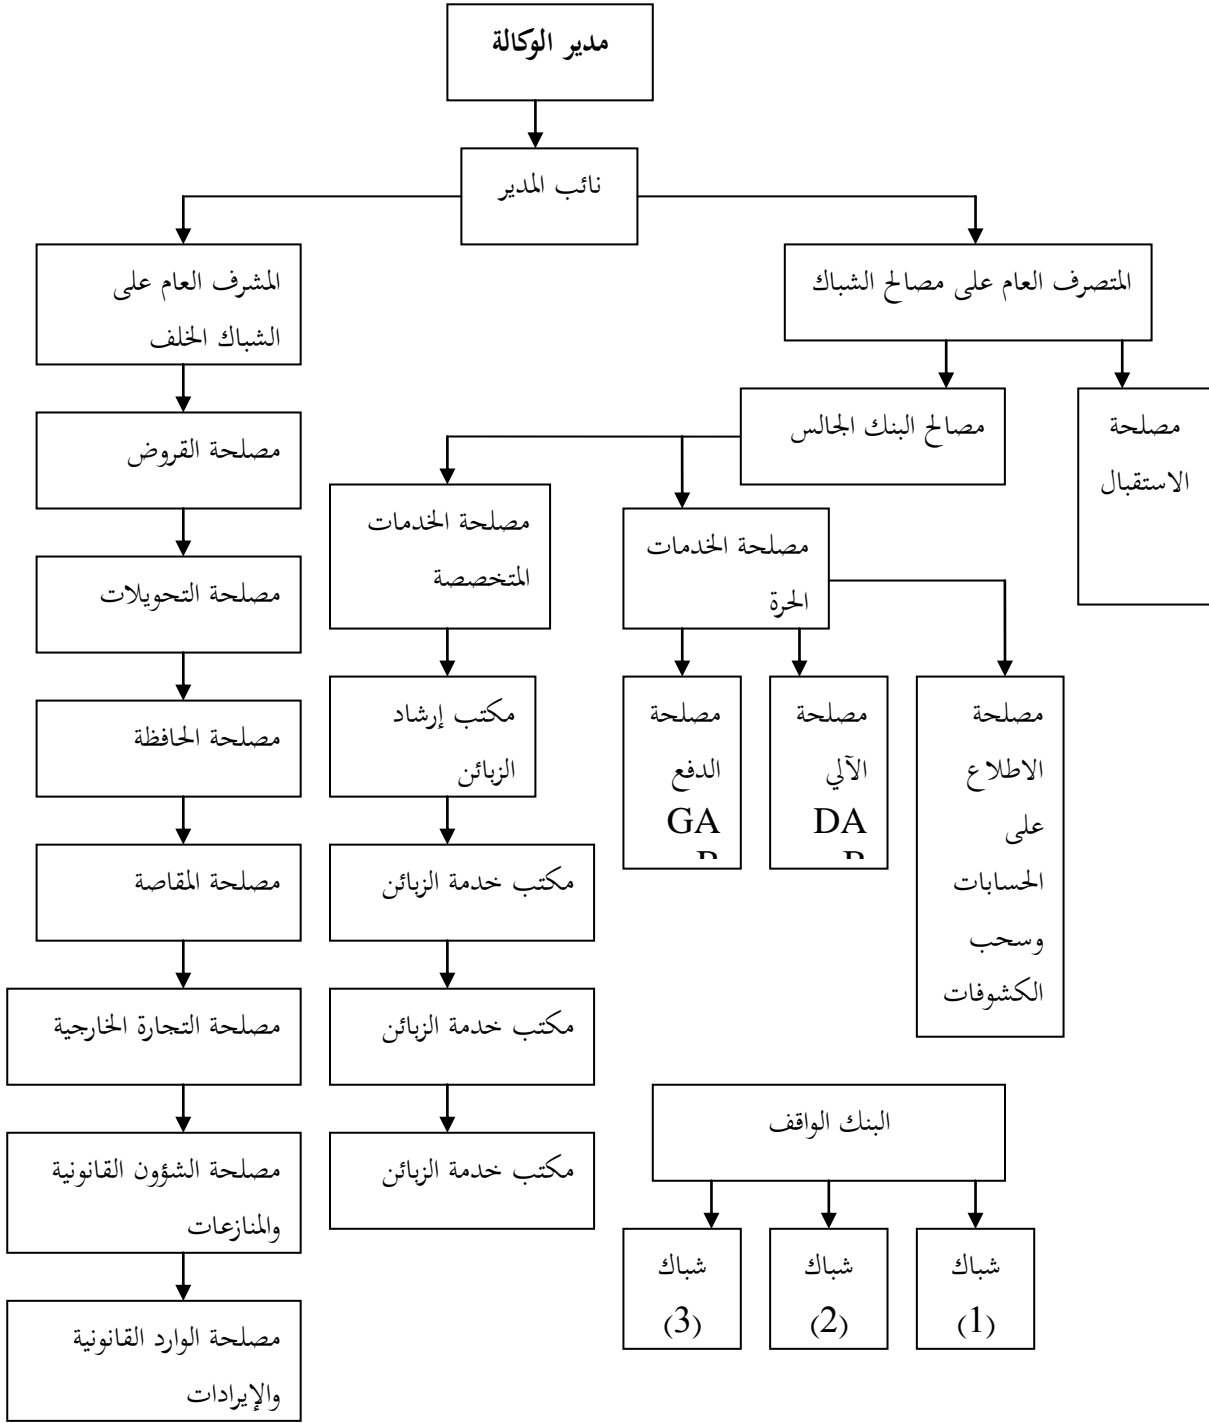 مدير الوكالة
نائب المدير
المتصرف العام على مصالح الشباك
المشرف العام على
الشباك الخلف
مصلحة
الاستقبال
مصالح البنك الجالس
مصلحة القروض
مصلحة الخدمات
المتخصصة
مصلحة الخدمات
الحرة
مصلحة التحويلات
مصلحة
الاطلاع
على
الحسابات
وسحب
الكشوفات
مصلحة
الآلي
DA
مصلحة
الدفع
GA
مكتب إرشاد
الزبائن
مصلحة الحافظة
مكتب خدمة الزبائن
مصلحة المقاصة
مكتب خدمة الزبائن
مصلحة التجارة الخارجية
البنك الواقف
مكتب خدمة الزبائن
مصلحة الشؤون القانونية
والمنازعات
شباك
(1)
شباك
(2)
شباك
(3)
مصلحة الوارد القانونية
والإيرادات